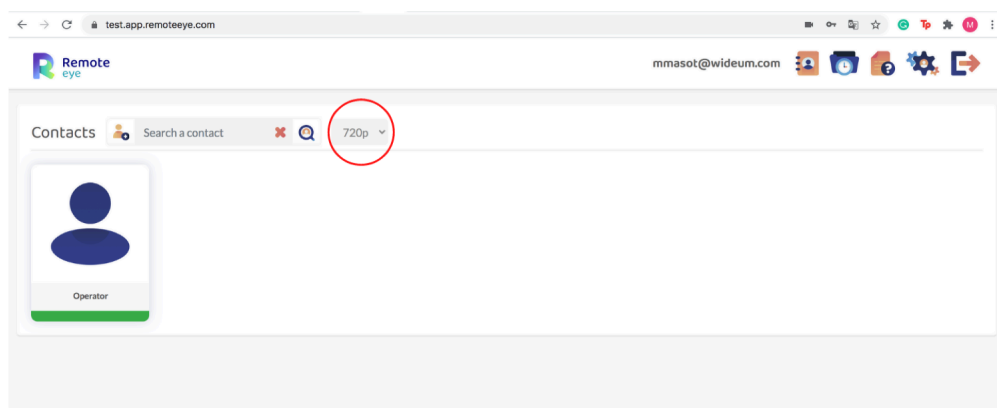 test.app.remoteeye.com
M
Remote
eye
mmasot@wideum.com
Contacts
Search a contact
720p
Operator